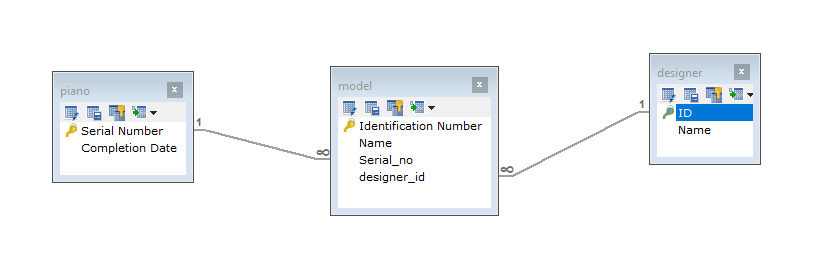 piano
Serial Number
Completion Date
1
∞
model
Identification Number
Name
Serial_no
designer_id
∞
1
designer
ID
Name